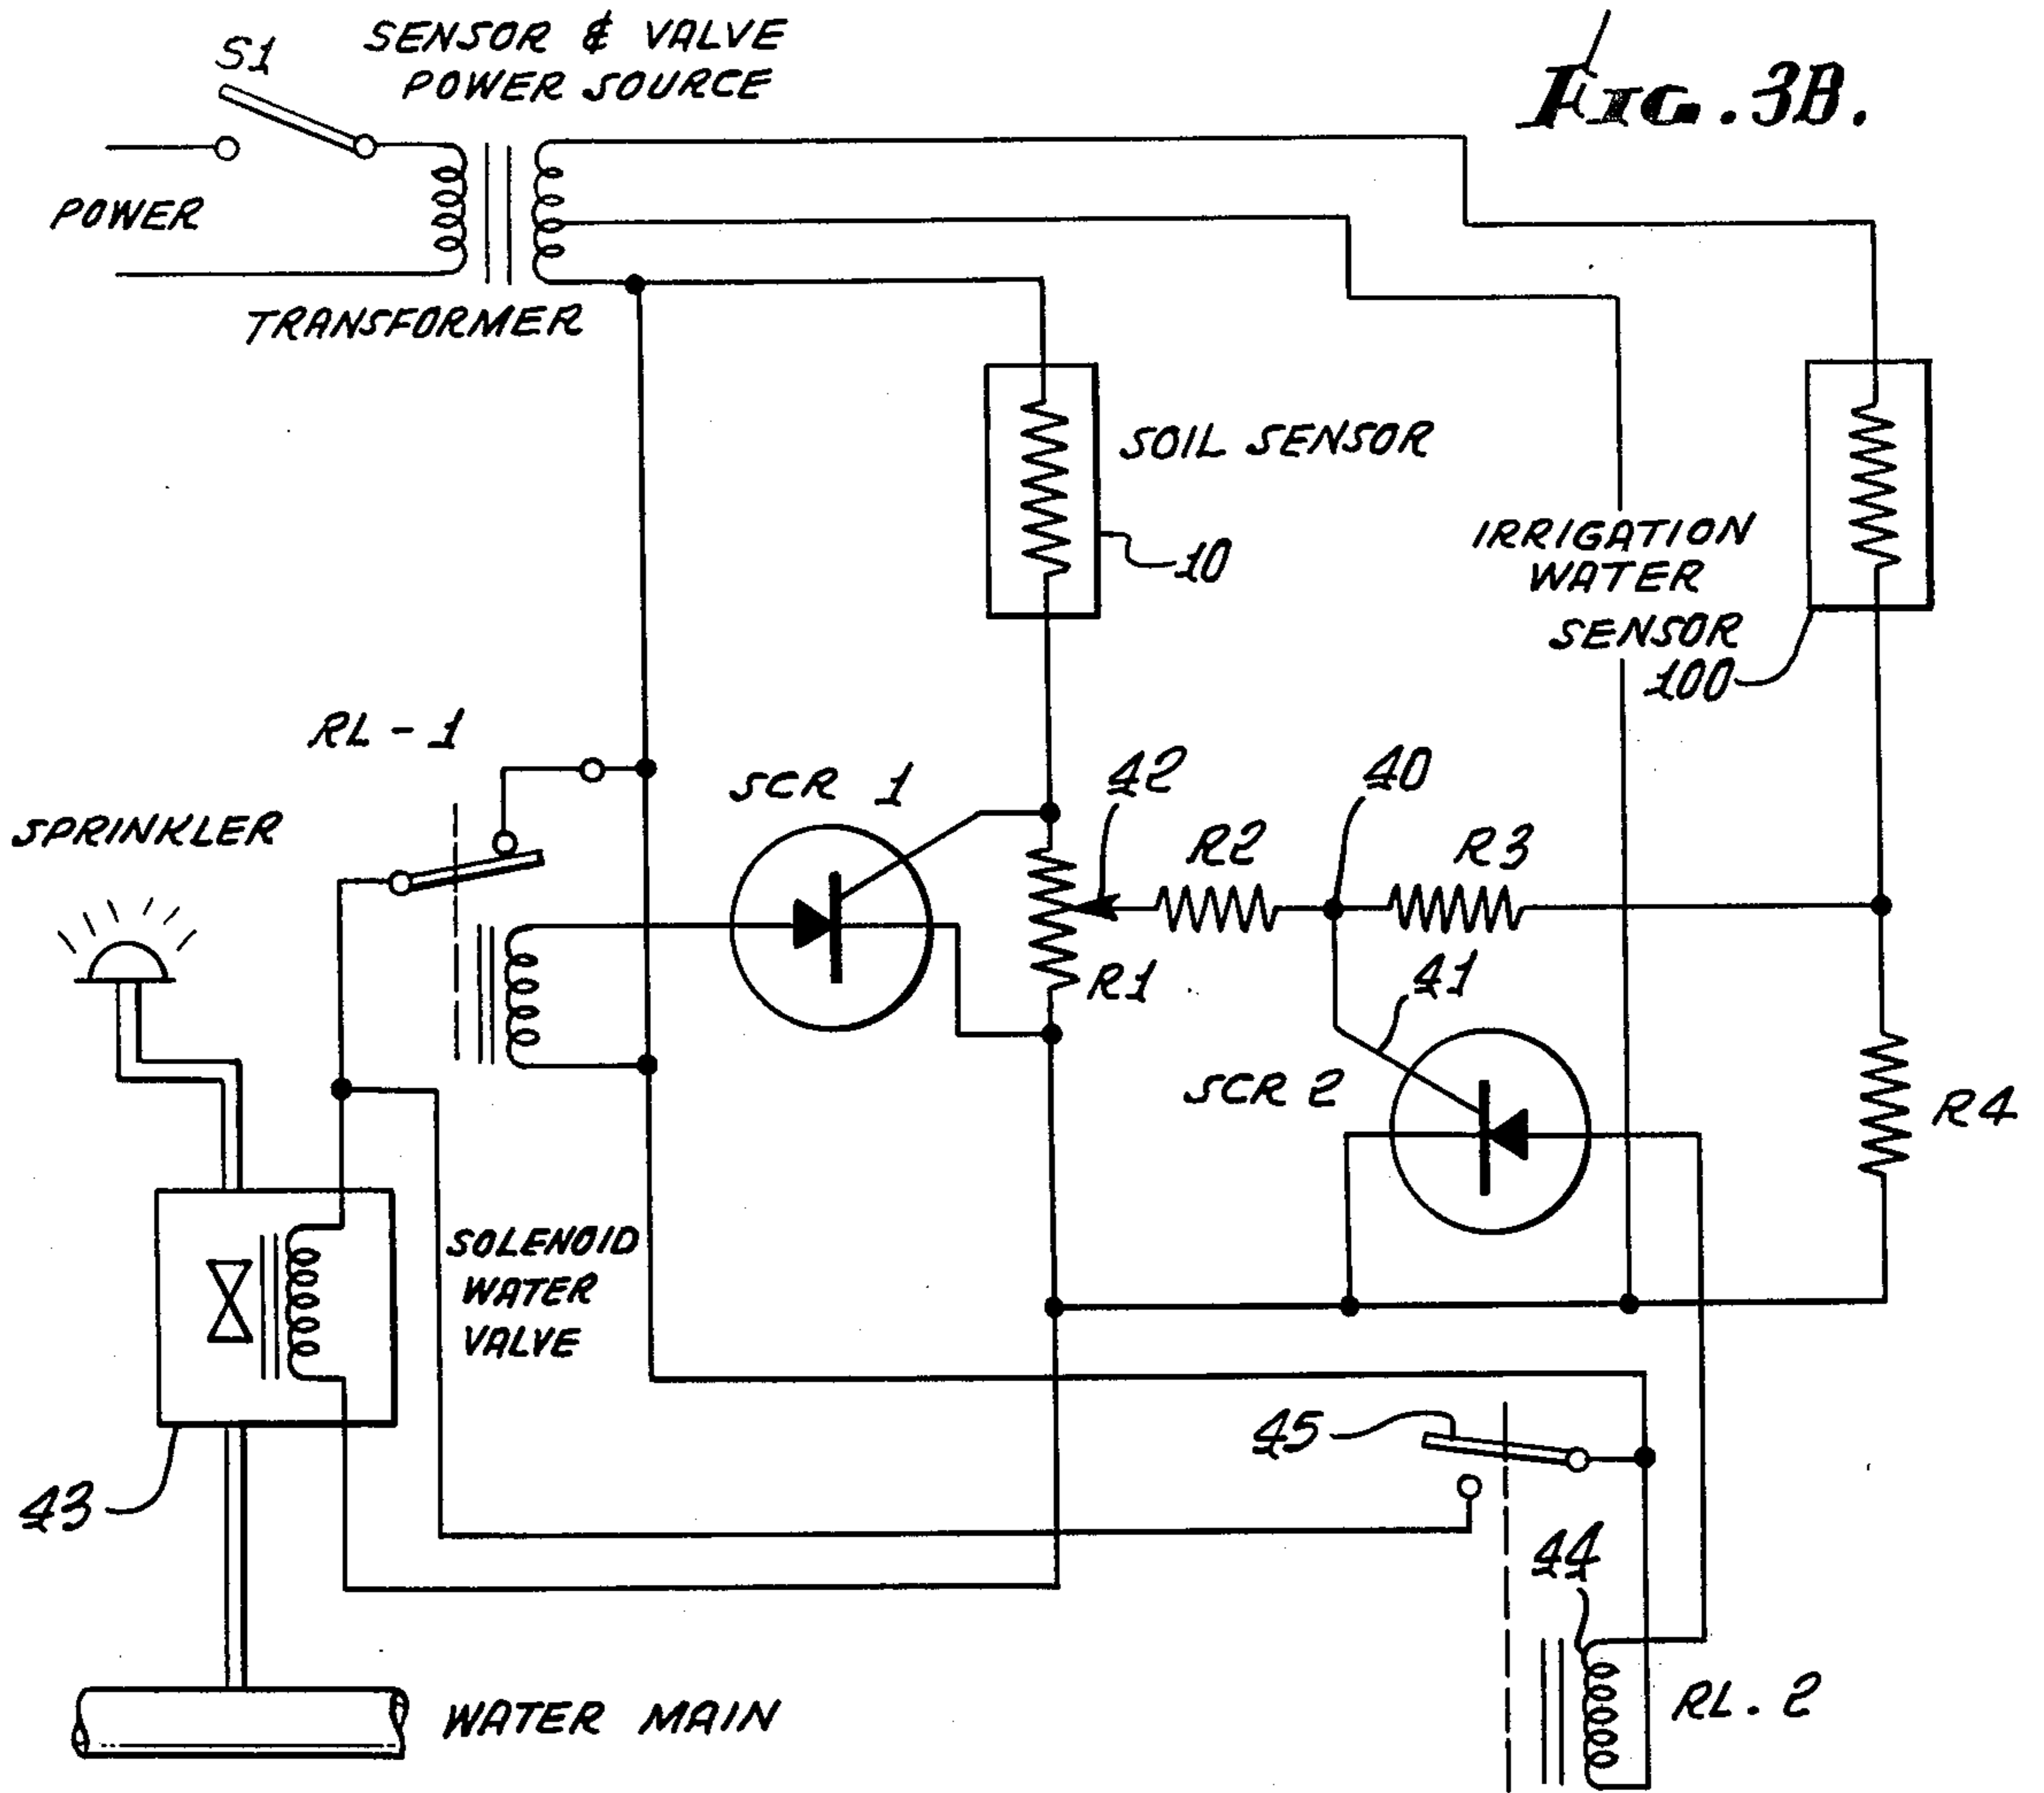 FIG. 3B.
S1
SENSOR & VALVE
POWER SOURCE
POWER
TRANSFORMER
SOIL SENSOR
10
IRRIGATION
WATER
SENSOR
100
RL - 1
SCR 1
42
40
SPRINKLER
R2
R3
41
R1
SCR 2
R4
SOLENOID
WATER
VALVE
45
43
44
RL. 2
WATER MAIN